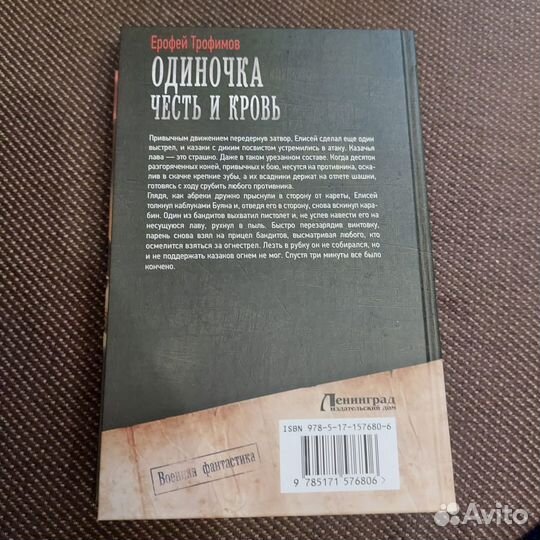 Ерофей Трофимов
ОДИНОЧКА
ЧЕСТЬ И КРОВЬ
Привычным движением передернув затвор, Елисей сделал еще один
выстрел, и казаки с диким посвистом устремились в атаку. Казачья
лава — это страшно. Даже в таком урезанном составе. Когда десяток
разгоряченных коней, привычных к бою, несутся на противника, оска-
лив в скачке крепкие зубы, а их всадники держат на отлете шашки,
готовясь с ходу срубить любого противника.
Глядя, как абреки дружно прыснули в сторону от кареты, Елисей
толкнул каблуками Буяна и, отведя его в сторону, снова вскинул кара-
бин. Один из бандитов выхватил пистолет и, не успев навести его на
несущуюся лаву, рухнул в пыль. Быстро перезарядив винтовку,
парень снова взял на прицел бандитов, высматривая любого, кто
осмелится взяться за огнестрел. Лезть в рубку он не собирался, но
и не поддержать казаков огнем не мог. Спустя три минуты все было
кончено.
Ленинград
издательский дом
ISBN 978-5-17-157680-6
9 785171 576806
Военная фантастика
Avito